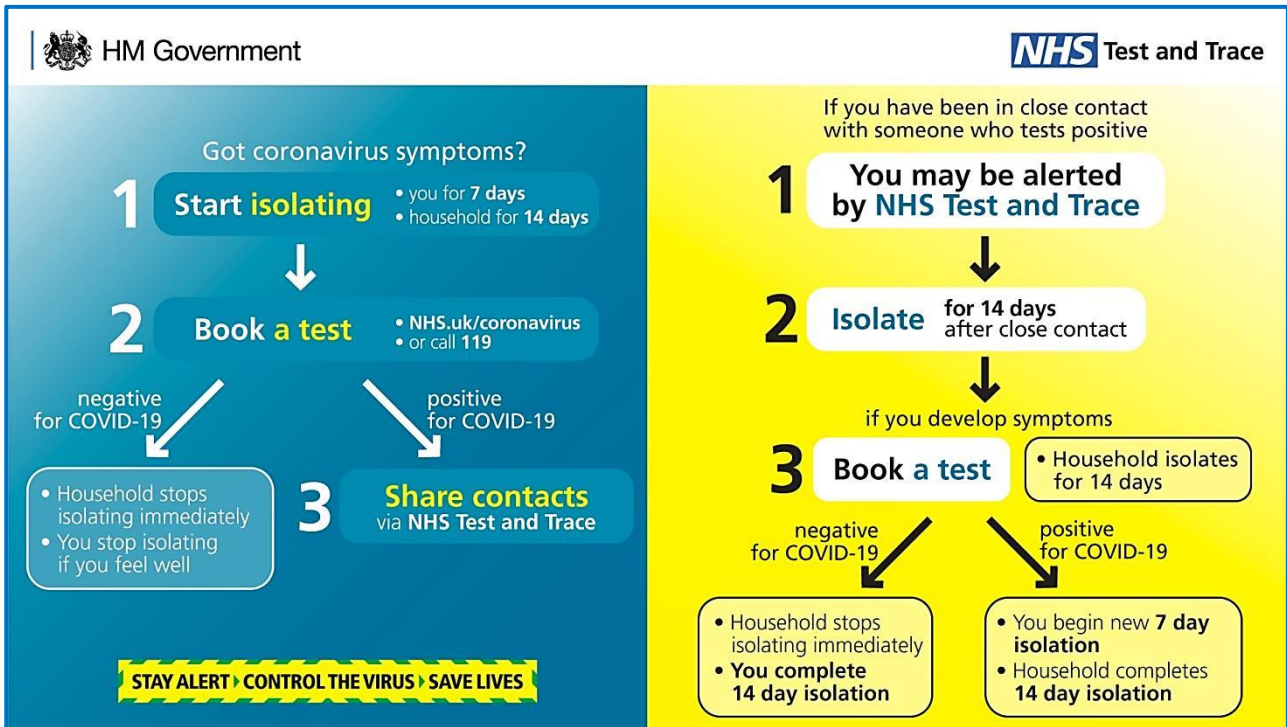 HM Government
NHS Test and Trace
Got coronavirus symptoms?
1
Start isolating
• you for 7 days
• household for 14 days
2
Book a test
• NHS.uk/coronavirus
• or call 119
negative
for COVID-19
positive
for COVID-19
• Household stops
isolating immediately
• You stop isolating
if you feel well
3
Share contacts
via NHS Test and Trace
STAY ALERT CONTROL THE VIRUS SAVE LIVES
If you have been in close contact
with someone who tests positive
1
You may be alerted
by NHS Test and Trace
2
Isolate
for 14 days
after close contact
if you develop symptoms
3
Book a test
• Household isolates
for 14 days
negative
for COVID-19
positive
for COVID-19
• Household stops
isolating immediately
• You complete
14 day isolation
• You begin new 7 day
isolation
• Household completes
14 day isolation